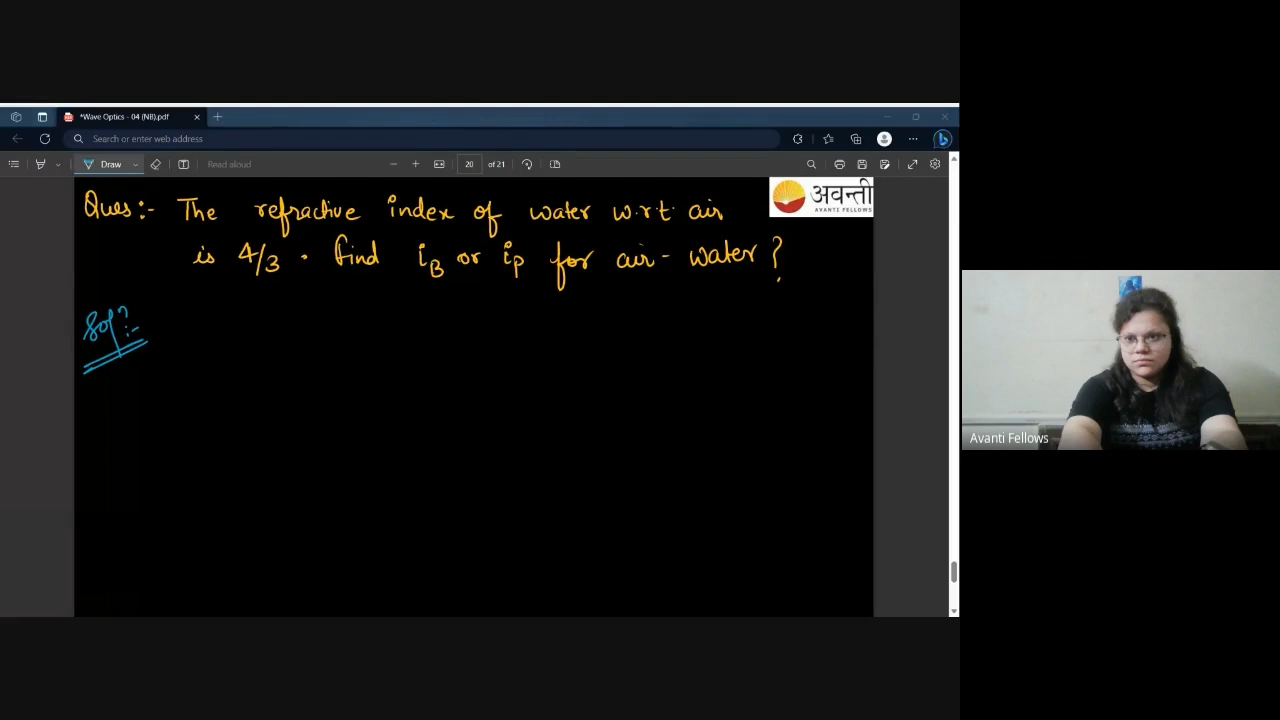 *Wave Optics - 04 (NB).pdf
Search or enter web address
Draw
Read aloud
20 of 21
Ques:- The refractive index of water w.r.t. air
is 4/3. find iB or ip for air-water?
अवन्ती
AVANTI FELLOWS
Solⁿ:-
Avanti Fellows